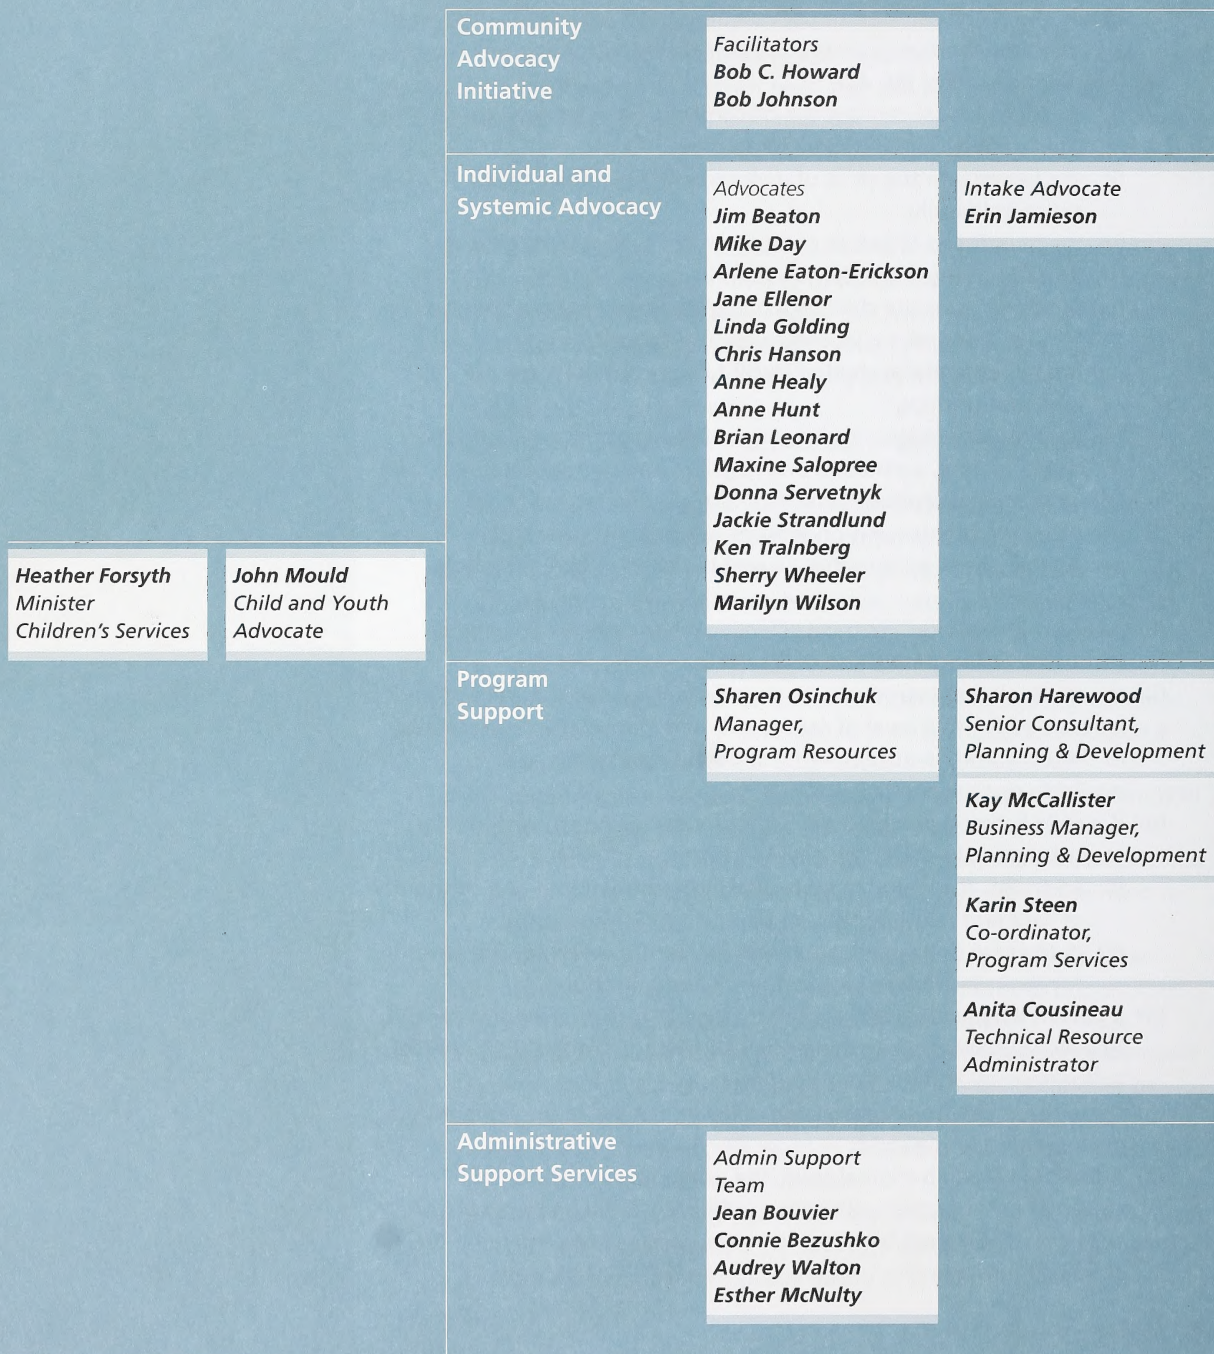 Community
Advocacy
Initiative
Facilitators
Bob C. Howard
Bob Johnson
Individual and
Systemic Advocacy
Advocates
Jim Beaton
Mike Day
Arlene Eaton-Erickson
Jane Ellenor
Linda Golding
Chris Hanson
Anne Healy
Anne Hunt
Brian Leonard
Maxine Salopree
Donna Servetnyk
Jackie Strandlund
Ken Tralnberg
Sherry Wheeler
Marilyn Wilson
Intake Advocate
Erin Jamieson
Heather Forsyth
Minister
Children's Services
John Mould
Child and Youth
Advocate
Program
Support
Sharen Osinchuk
Manager,
Program Resources
Sharon Harewood
Senior Consultant,
Planning & Development
Kay McCallister
Business Manager,
Planning & Development
Karin Steen
Co-ordinator,
Program Services
Anita Cousineau
Technical Resource
Administrator
Administrative
Support Services
Admin Support
Team
Jean Bouvier
Connie Bezushko
Audrey Walton
Esther McNulty